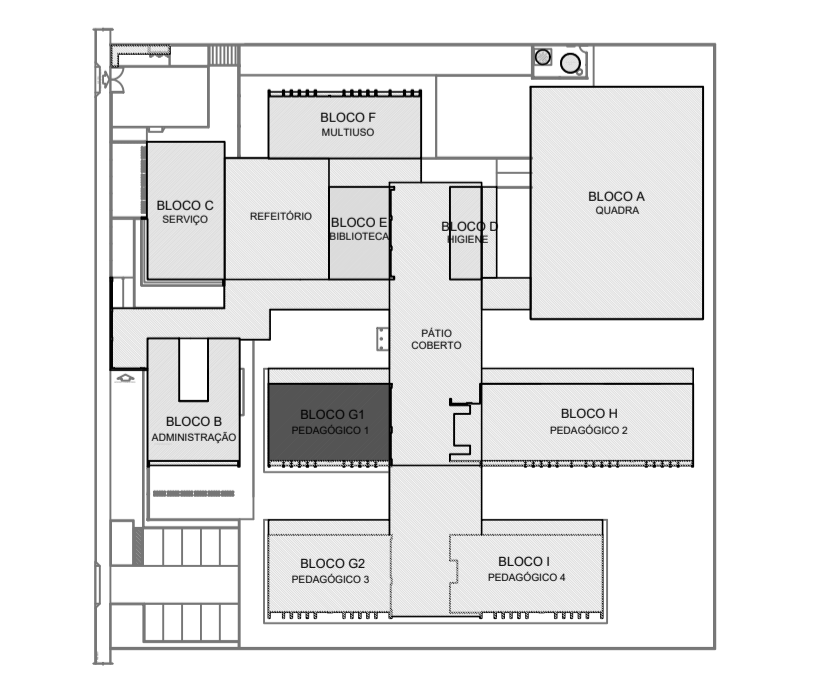 BLOCO F
MULTIUSO
BLOCO A
QUADRA
BLOCO C
SERVIÇO
REFEITÓRIO
BLOCO E
BIBLIOTECA
BLOCO D
HIGIENE
PÁTIO
COBERTO
BLOCO B
ADMINISTRAÇÃO
BLOCO G1
PEDAGÓGICO 1
BLOCO H
PEDAGÓGICO 2
BLOCO G2
PEDAGÓGICO 3
BLOCO I
PEDAGÓGICO 4